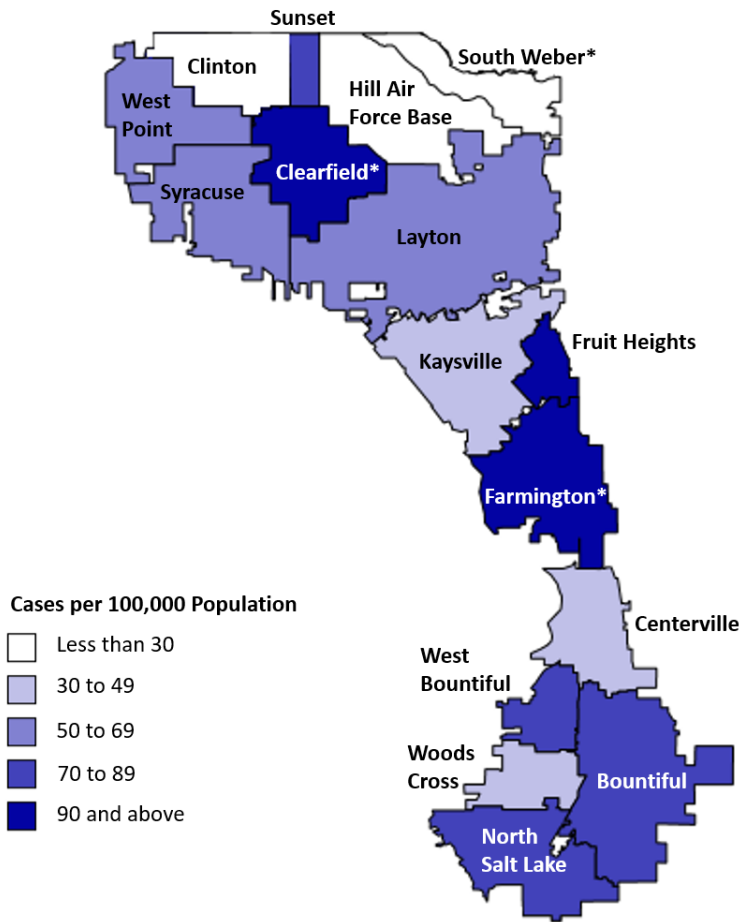 Sunset
South Weber*
Clinton
Hill Air
Force Base
West
Point
Clearfield*
Syracuse
Layton
Fruit Heights
Kaysville
Farmington*
Cases per 100,000 Population
Less than 30
30 to 49
50 to 69
70 to 89
90 and above
Centerville
West
Bountiful
Woods
Cross
Bountiful
North
Salt Lake